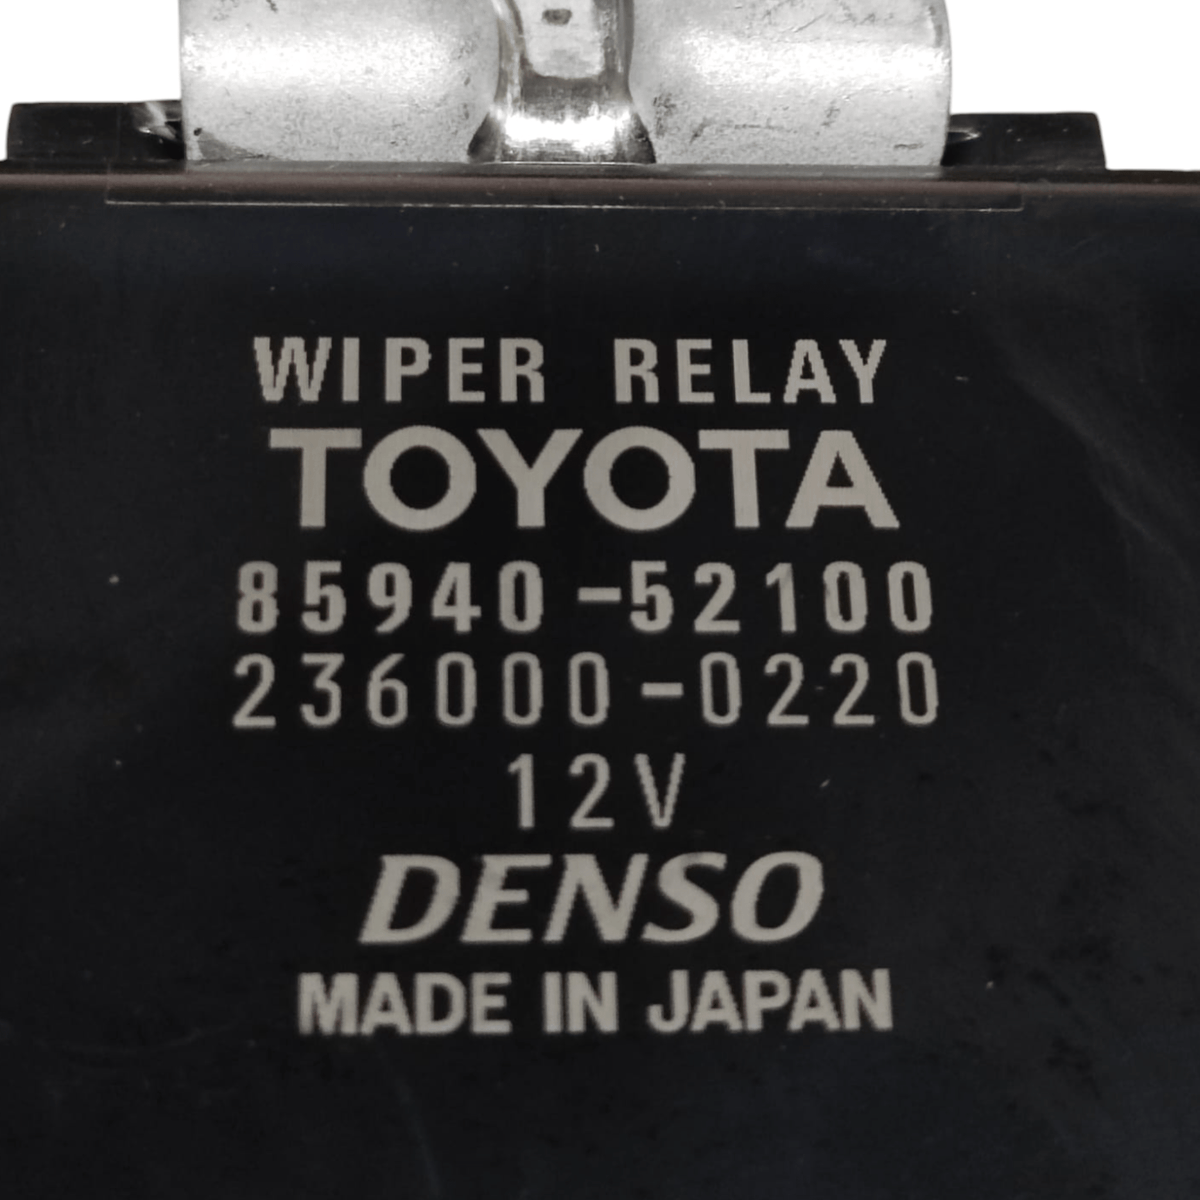 WIPER RELAY
TOYOTA
85940-52100
236000-0220
12V
DENSO
MADE IN JAPAN